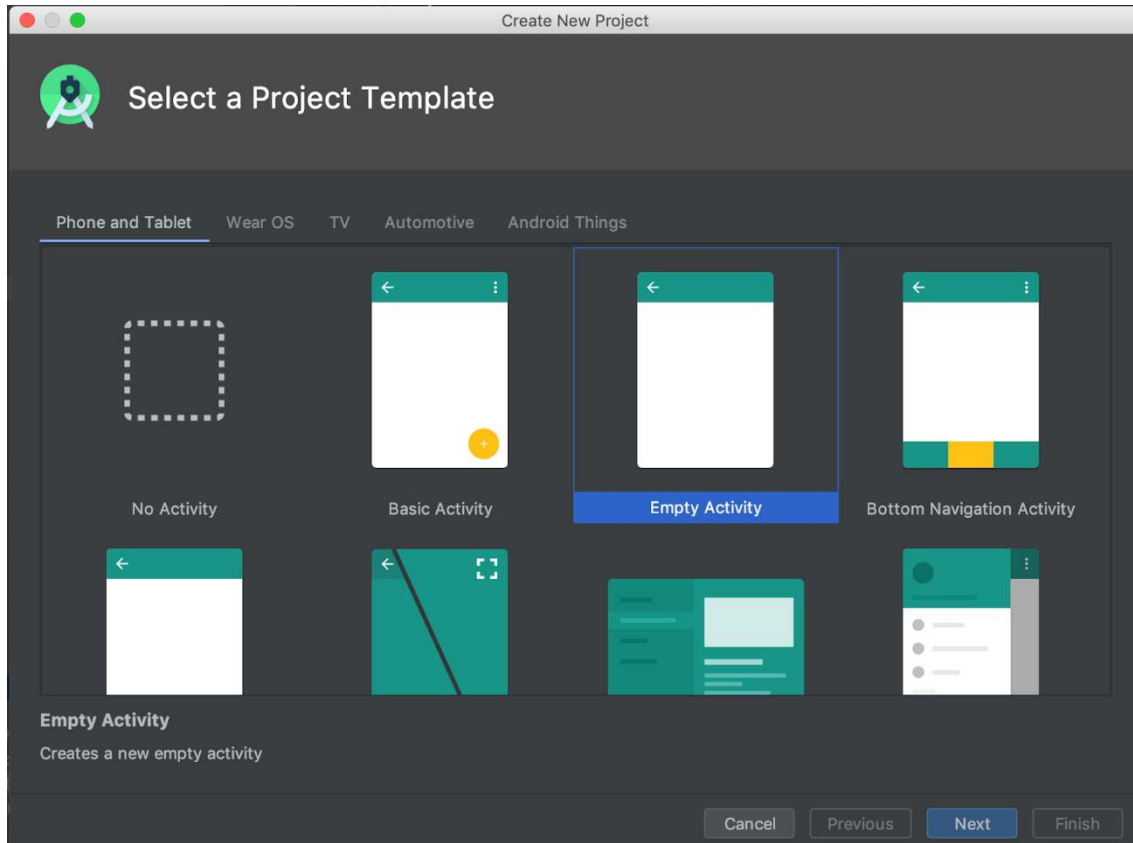 Create New Project
Select a Project Template
Phone and Tablet Wear OS TV Automotive Android Things
No Activity Basic Activity Empty Activity Bottom Navigation Activity
Empty Activity
Creates a new empty activity
Cancel Previous Next Finish